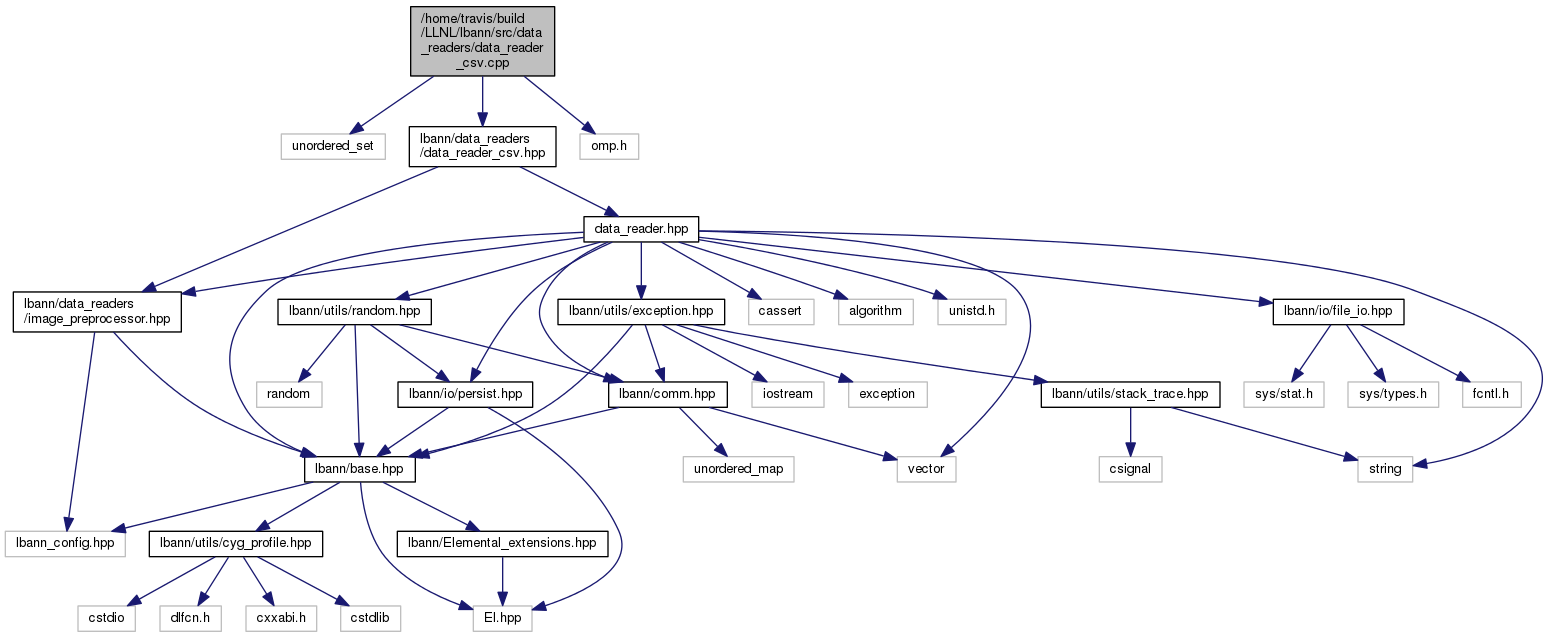 /home/travis/build
/LLNL/lbann/src/data
_readers/data_reader
_csv.cpp
unordered_set
lbann/data_readers
/data_reader_csv.hpp
omp.h
data_reader.hpp
lbann/data_readers
/image_preprocessor.hpp
lbann/utils/random.hpp
lbann/utils/exception.hpp
cassert
algorithm
unistd.h
lbann/io/file_io.hpp
random
lbann/io/persist.hpp
lbann/comm.hpp
iostream
exception
lbann/utils/stack_trace.hpp
sys/stat.h
sys/types.h
fcntl.h
lbann/base.hpp
unordered_map
vector
csignal
string
lbann_config.hpp
lbann/utils/cyg_profile.hpp
lbann/Elemental_extensions.hpp
cstdio
dlfcn.h
cxxabi.h
cstdlib
El.hpp